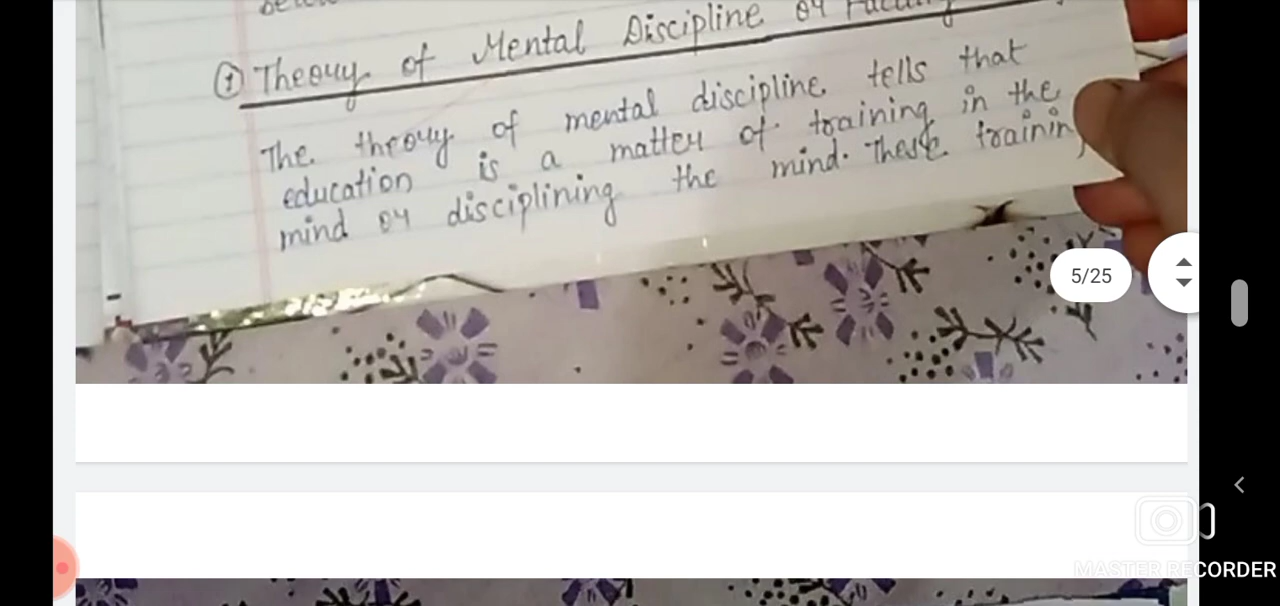 ① Theory of Mental Discipline or
The theory of mental discipline tells that
education is a matter of training in the
mind or disciplining the mind. These
5/25
MASTER RECORDER